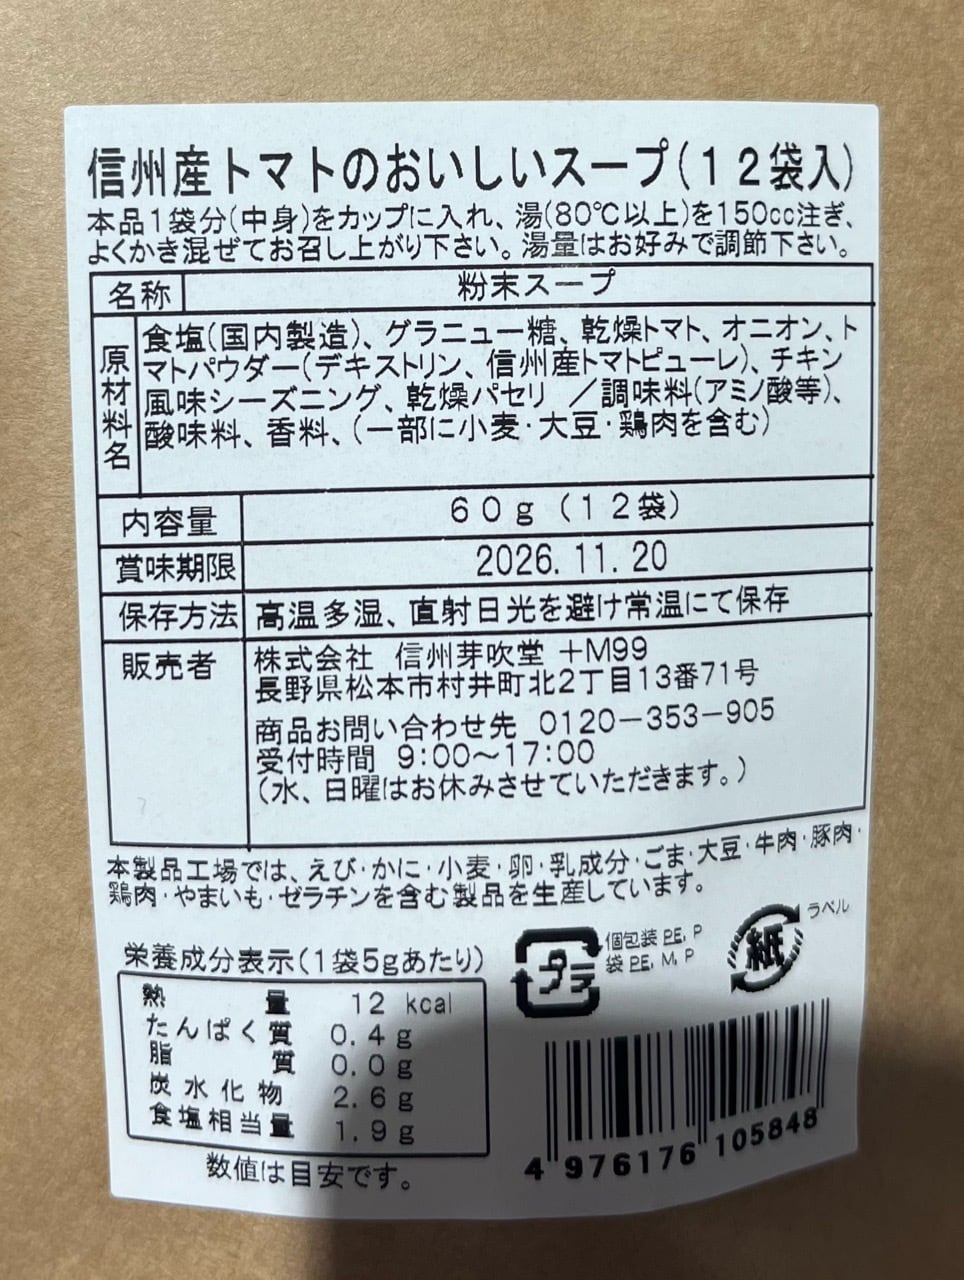 信州産トマトのおいしいスープ(12袋入)
本品1袋分(中身)をカップに入れ、湯(80℃以上)を150cc注ぎ、
よくかき混ぜてお召し上がり下さい。湯量はお好みで調節下さい。
名称 粉末スープ
原材料名
食塩(国内製造)、グラニュー糖、乾燥トマト、オニオン、ト
マトパウダー(デキストリン、信州産トマトピューレ)、チキン
風味シーズニング、乾燥パセリ／調味料(アミノ酸等)、
酸味料、香料、(一部に小麦・大豆・鶏肉を含む)
内容量 60g(12袋)
賞味期限 2026.11.20
保存方法 高温多湿、直射日光を避け常温にて保存
販売者 株式会社 信州芽吹堂 +M99
長野県松本市村井町北2丁目13番71号
商品お問い合わせ先 0120-353-905
受付時間 9:00〜17:00
(水、日曜はお休みさせていただきます。)
本製品工場では、えび・かに・小麦・卵・乳成分・ごま・大豆・牛肉・豚肉・
鶏肉・やまいも・ゼラチンを含む製品を生産しています。
栄養成分表示(1袋5gあたり)
熱量 12 kcal
たんぱく質 0.4g
脂質 0.0g
炭水化物 2.6g
食塩相当量 1.9g
数値は目安です。
プラ
個包装 PE, P
袋 PE, M, P
紙
ラベル
4 976176 105848